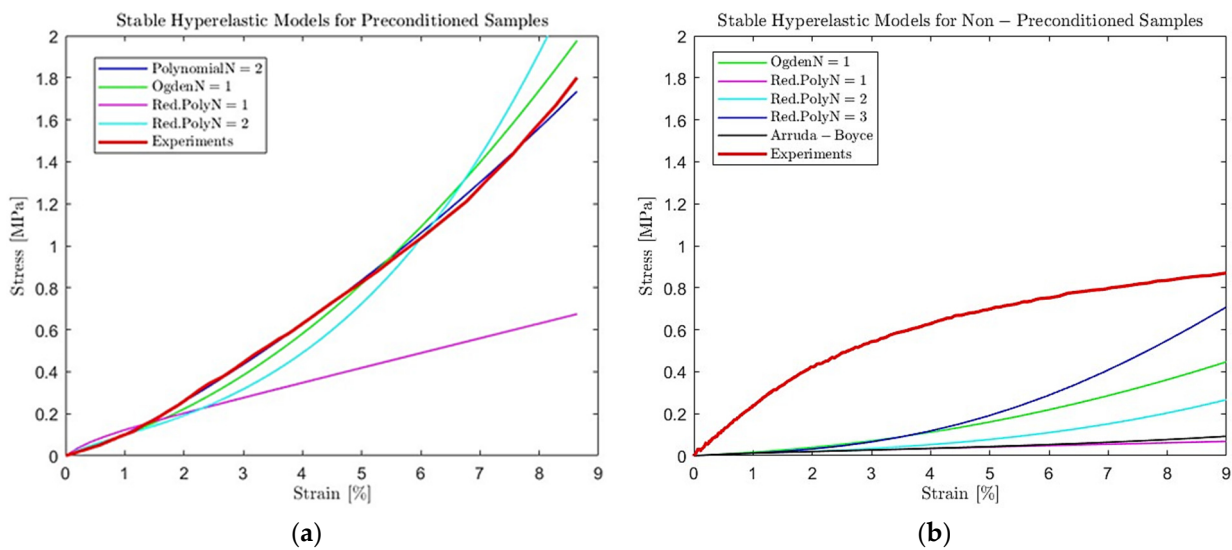 Stable Hyperelastic Models for Preconditioned Samples
2
1.8
1.6
1.4
1.2
1
0.8
0.6
0.4
0.2
0
Stress [MPa]
PolynomialN = 2
OgdenN = 1
Red.PolyN = 1
Red.PolyN = 2
Experiments
0 1 2 3 4 5 6 7 8 9
Strain [%]
(a)
Stable Hyperelastic Models for Non − Preconditioned Samples
2
1.8
1.6
1.4
1.2
1
0.8
0.6
0.4
0.2
0
Stress [MPa]
OgdenN = 1
Red.PolyN = 1
Red.PolyN = 2
Red.PolyN = 3
Arruda − Boyce
Experiments
0 1 2 3 4 5 6 7 8 9
Strain [%]
(b)